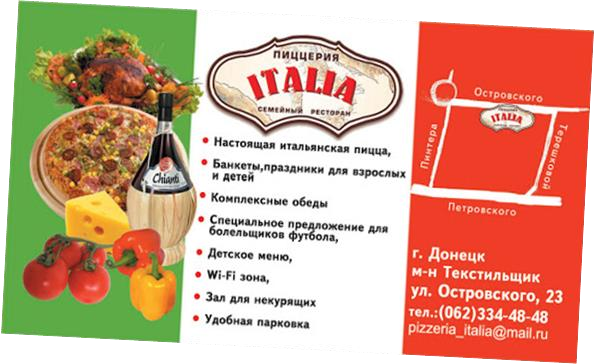 ПИЦЦЕРИЯ
ITALIA
СЕМЕЙНЫЙ РЕСТОРАН
• Настоящая итальянская пицца,
• Банкеты,праздники для взрослых
и детей
• Комплексные обеды
• Специальное предложение для
болельщиков футбола,
• Детское меню,
• Wi-Fi зона,
• Зал для некурящих
• Удобная парковка
Chianti
Островского
ITALIA
Пинтера
Терешковой
Петровского
г. Донецк
м-н Текстильщик
ул. Островского, 23
тел.:(062)334-48-48
pizzeria_italia@mail.ru